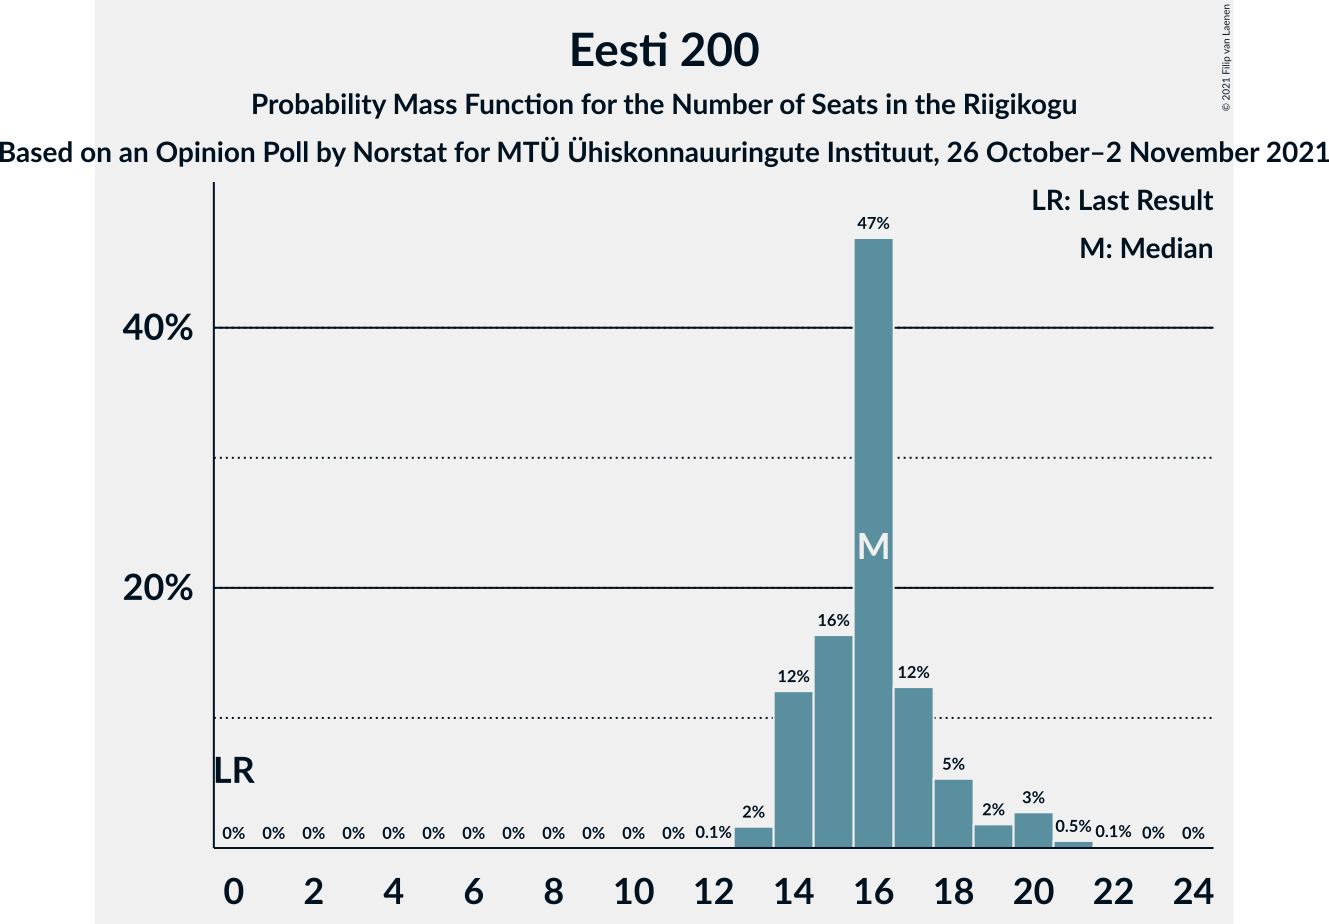 Eesti 200
Probability Mass Function for the Number of Seats in the Riigikogu
Based on an Opinion Poll by Norstat for MTÜ Ühiskonnauuringute Instituut, 26 October–2 November 2021
© 2021 Filip van Laenen
LR: Last Result
M: Median
47%
40%
M
20%
16%
12% 12%
LR
5%
3%
2% 2%
0% 0% 0% 0% 0% 0% 0% 0% 0% 0% 0% 0% 0.1% 0.5% 0.1% 0% 0%
0 2 4 6 8 10 12 14 16 18 20 22 24